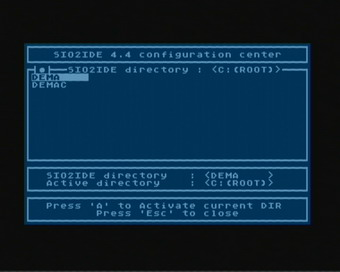 SIO2IDE 4.4 configuration center
SIO2IDE directory : <C:(ROOT)>
DEMA
DEMAC
SIO2IDE directory : <DEMA >
Active directory : <C:(ROOT)>
Press 'A' to Activate current DIR
Press 'Esc' to close